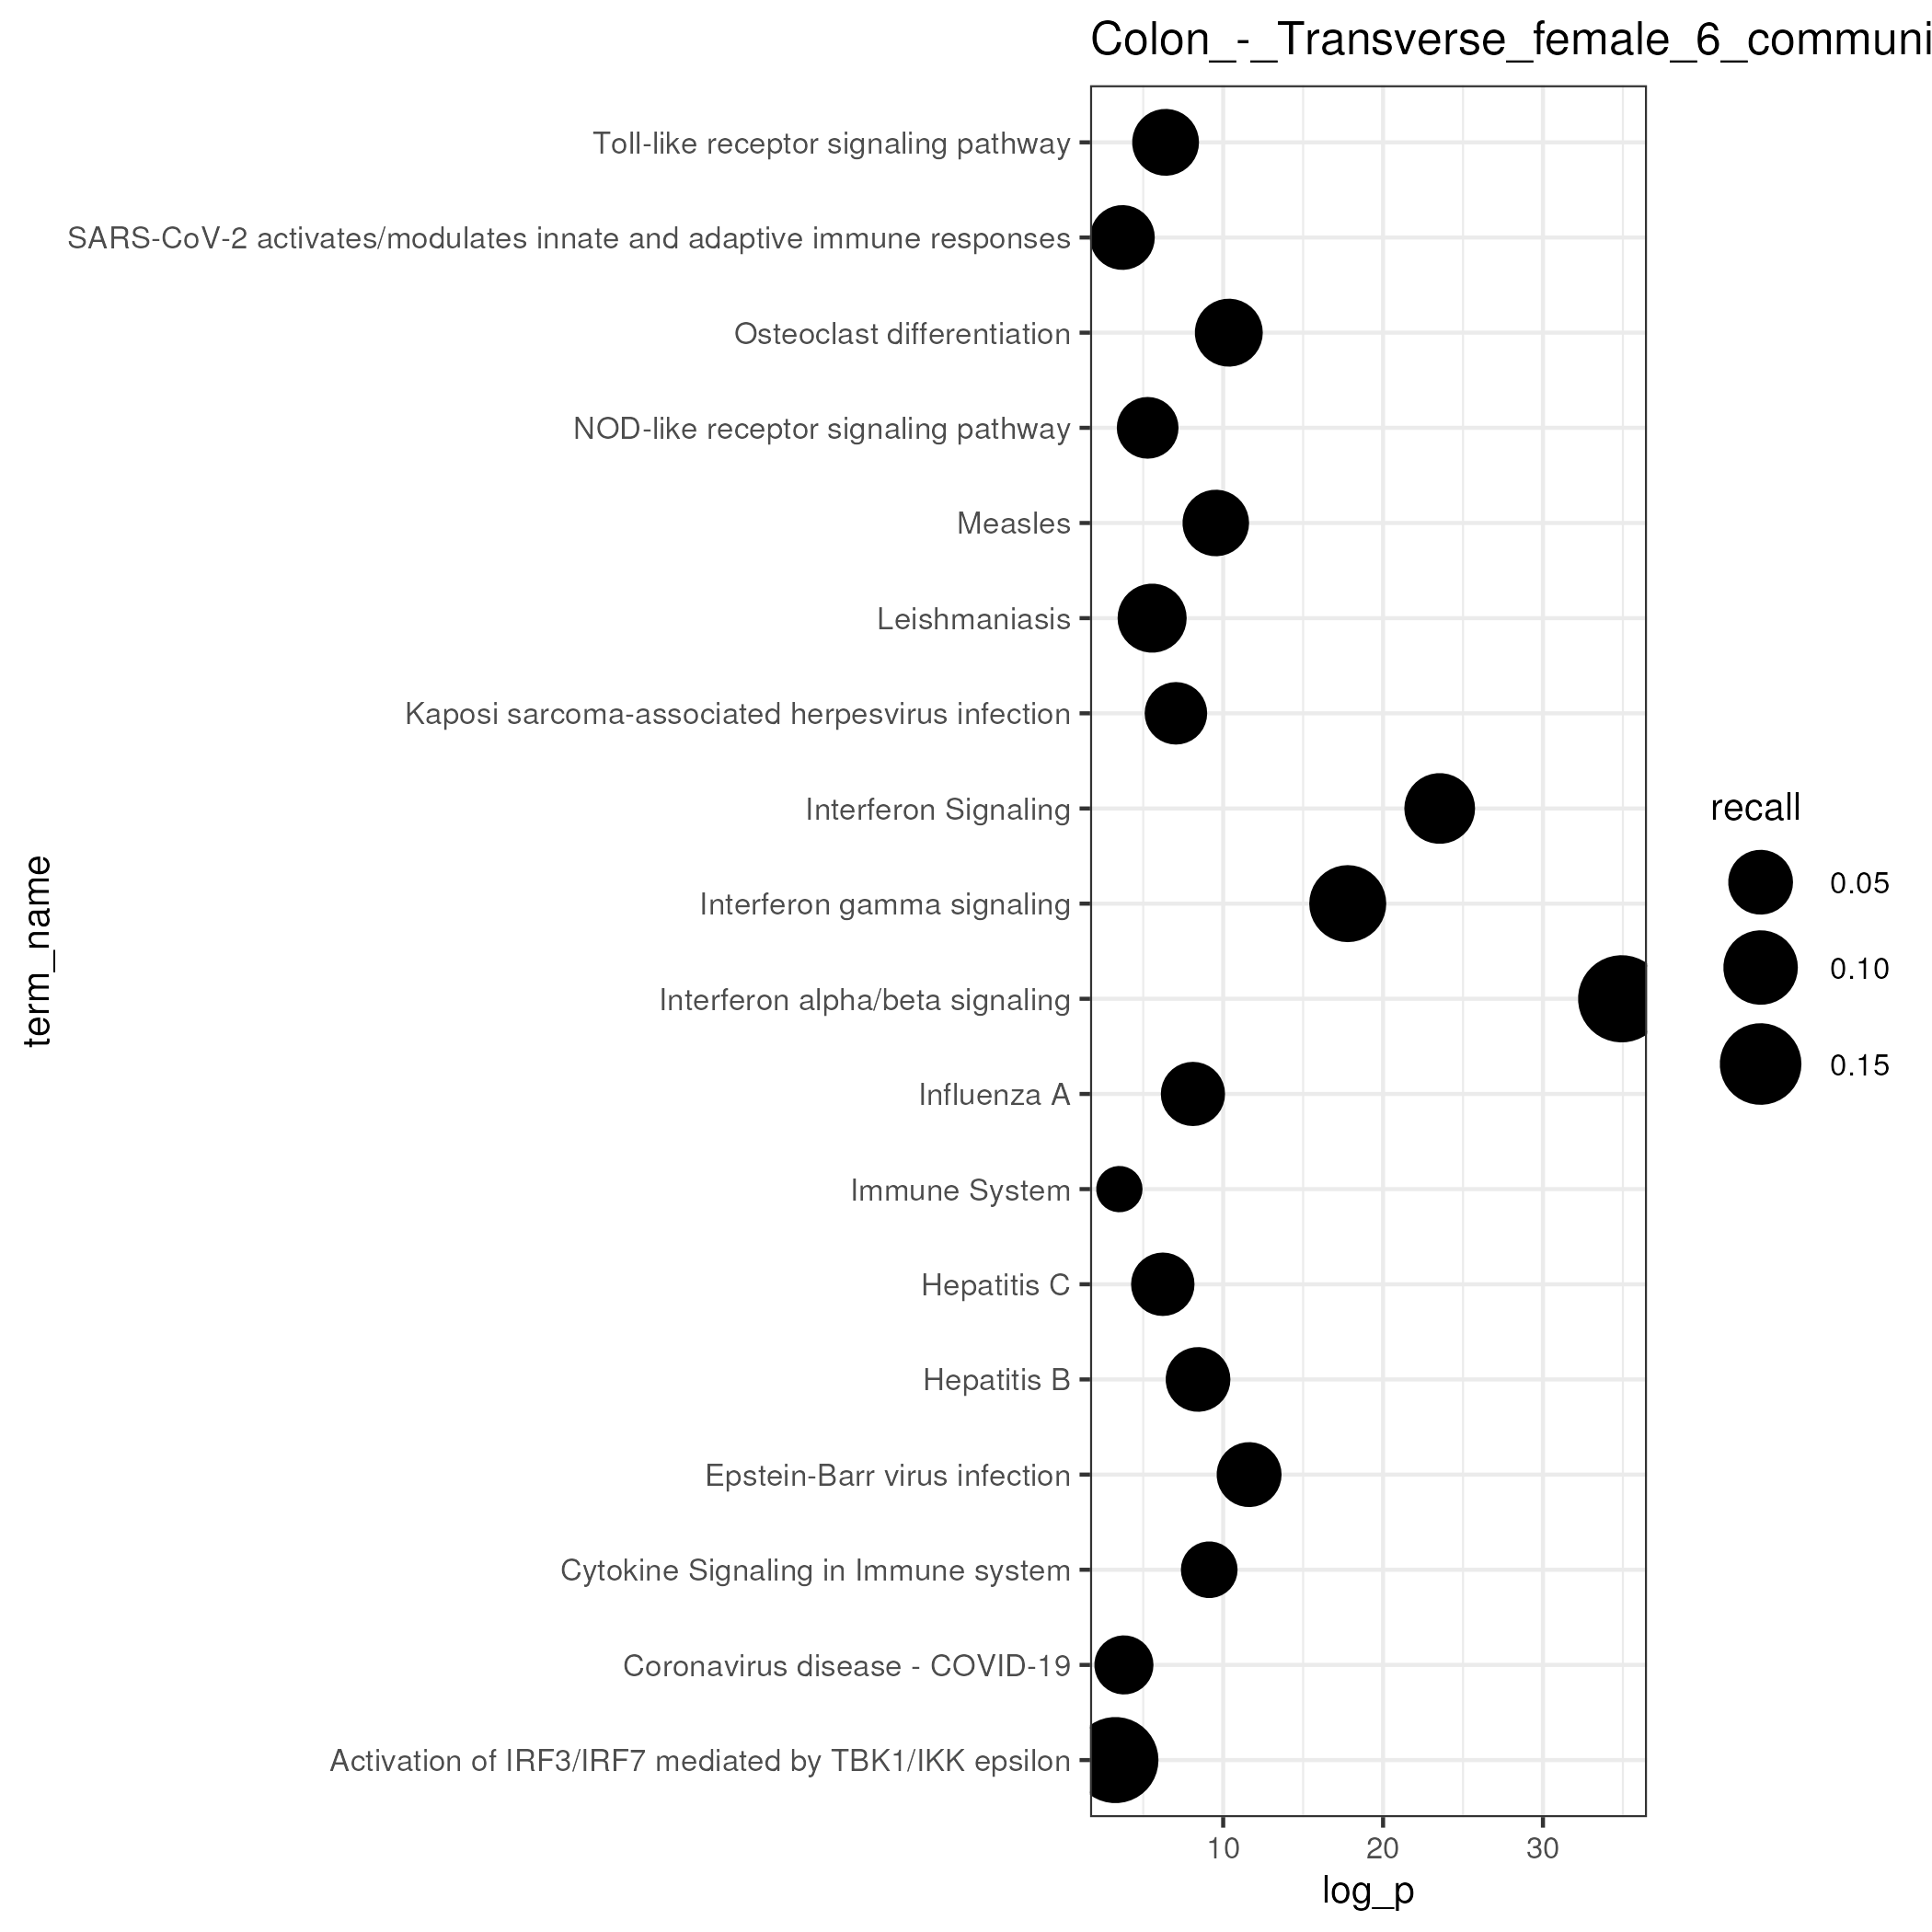 Colon_-_Transverse_female_6_communi
Toll-like receptor signaling pathway
SARS-CoV-2 activates/modulates innate and adaptive immune responses
Osteoclast differentiation
NOD-like receptor signaling pathway
Measles
Leishmaniasis
Kaposi sarcoma-associated herpesvirus infection
Interferon Signaling
Interferon gamma signaling
Interferon alpha/beta signaling
Influenza A
Immune System
Hepatitis C
Hepatitis B
Epstein-Barr virus infection
Cytokine Signaling in Immune system
Coronavirus disease - COVID-19
Activation of IRF3/IRF7 mediated by TBK1/IKK epsilon
term_name
10 20 30
log_p
recall
0.05
0.10
0.15